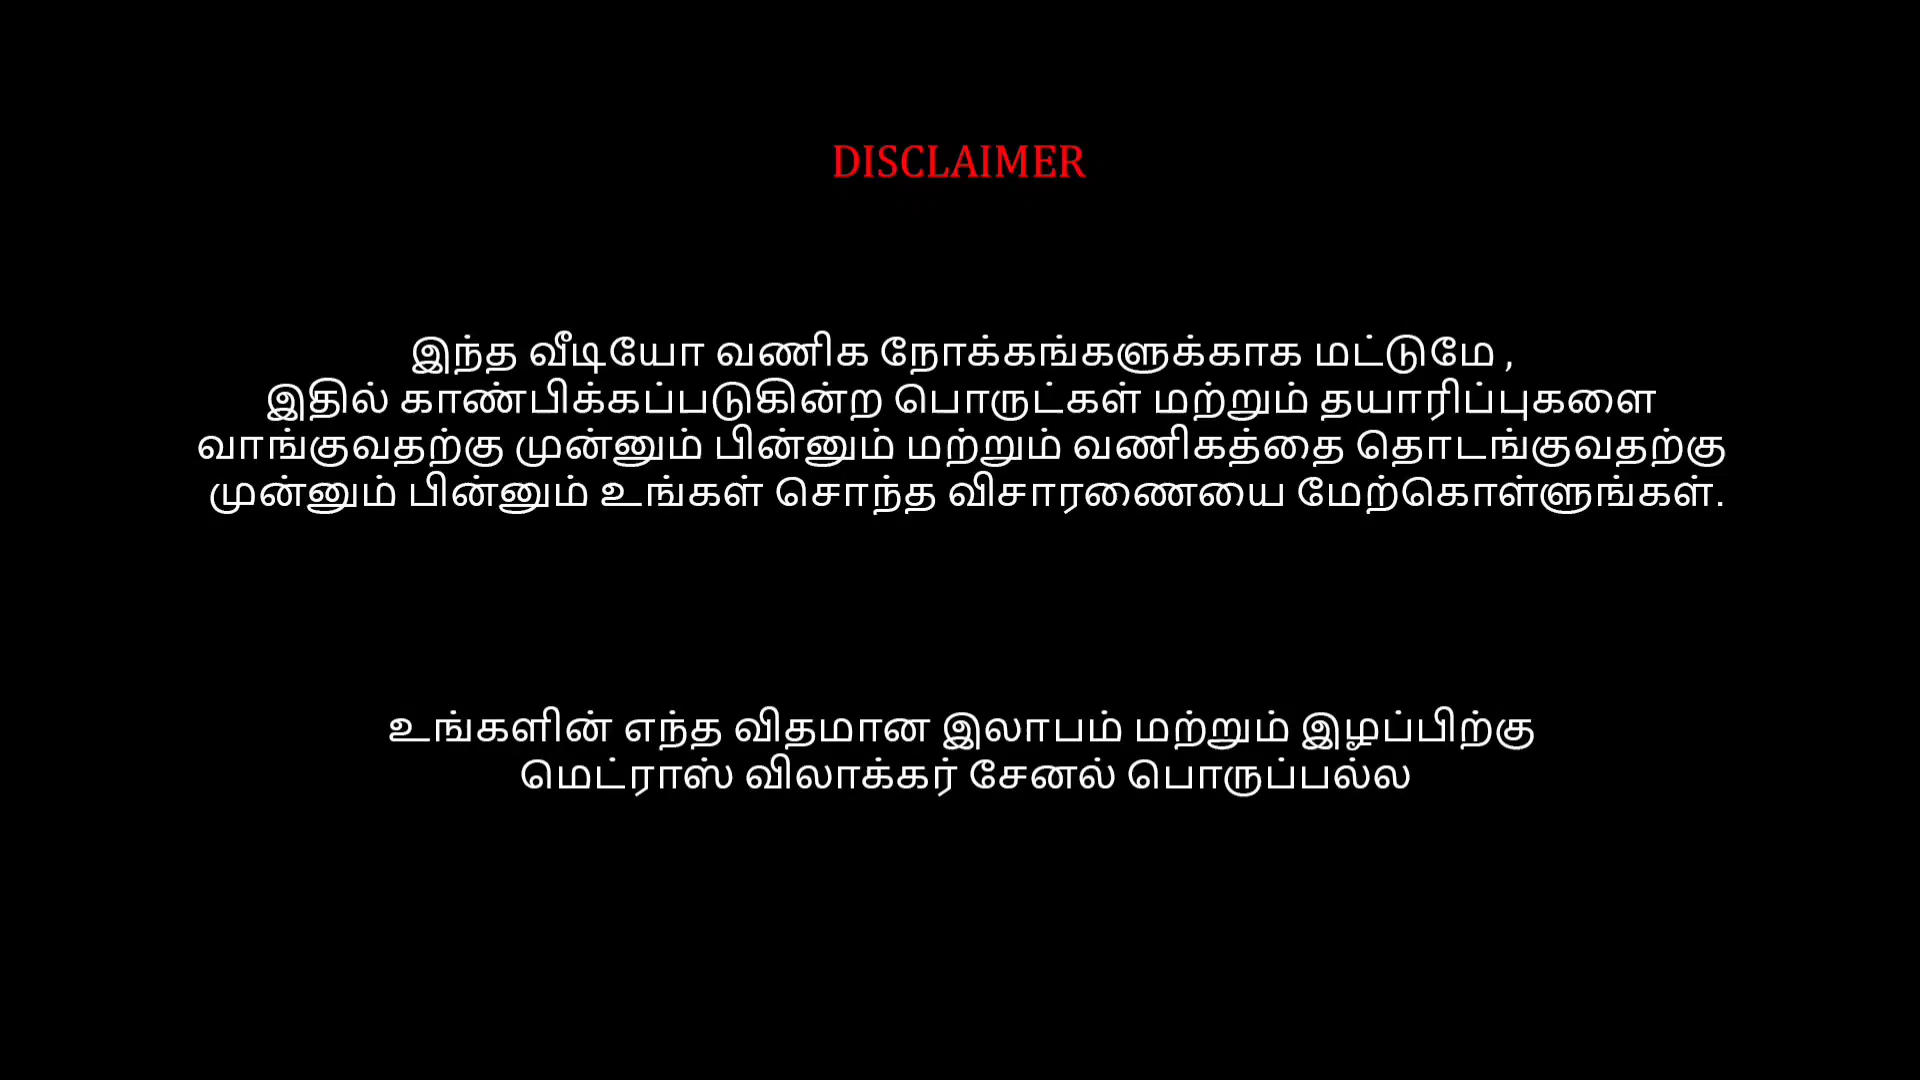 DISCLAIMER
இந்த வீடியோ வணிக நோக்கங்களுக்காக மட்டுமே ,
இதில் காண்பிக்கப்படுகின்ற பொருட்கள் மற்றும் தயாரிப்புகளை
வாங்குவதற்கு முன்னும் பின்னும் மற்றும் வணிகத்தை தொடங்குவதற்கு
முன்னும் பின்னும் உங்கள் சொந்த விசாரணையை மேற்கொள்ளுங்கள்.
உங்களின் எந்த விதமான இலாபம் மற்றும் இழப்பிற்கு
மெட்ராஸ் விலாக்கர் சேனல் பொருப்பல்ல